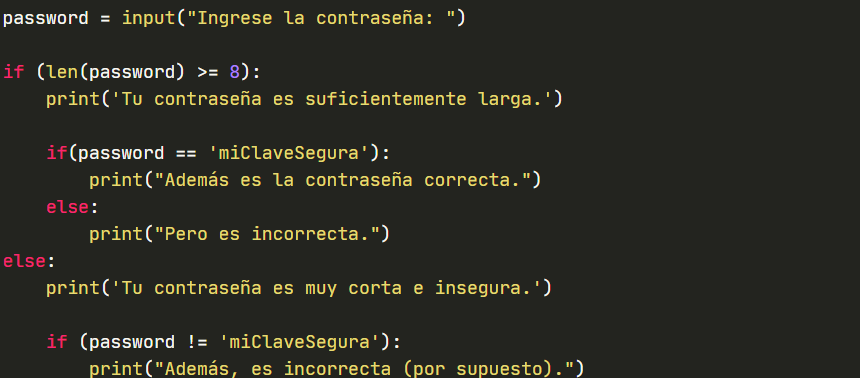 password = input("Ingrese la contraseña: ")
if (len(password) >= 8):
print('Tu contraseña es suficientemente larga.')
if(password == 'miClaveSegura'):
print("Además es la contraseña correcta.")
else:
print("Pero es incorrecta.")
else:
print('Tu contraseña es muy corta e insegura.')
if (password != 'miClaveSegura'):
print("Además, es incorrecta (por supuesto).")